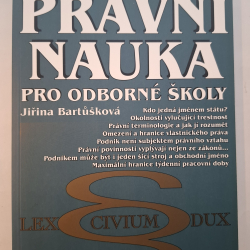 PRÁVNÍ
NAUKA
PRO ODBORNÉ ŠKOLY
Jiřina Bartůšková
Kdo jedná jménem státu?
Okolnosti vylučující trestnost
Právní terminologie a jak jí rozumět
Omezení a hranice vlastnického práva
Podnik není subjektem právního vztahu
Právní povinnosti vyplývají nejen ze zákonů...
Podnikem může být i jeden šicí stroj a obchodní jméno
Maximální hranice týdenní pracovní doby
LEX CIVIUM DUX